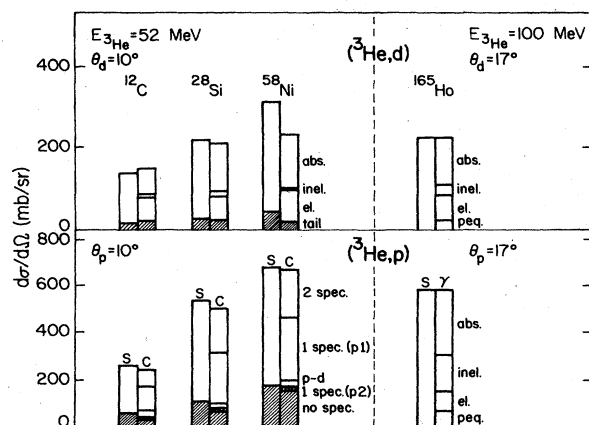 E₃He=52 MeV
θd=10°
(³He,d)
E₃He=100 MeV
θd=17°
¹²C
²⁸Si
⁵⁸Ni
¹⁶⁵Ho
400
200
0
abs.
inel.
el.
tail
abs.
inel.
el.
peq.
dσ/dΩ (mb/sr)
800
600
400
200
0
θp=10°
(³He,p)
θp=17°
S C
S C
S C
S γ
2 spec.
1 spec.(p1)
p-d
1 spec.(p2)
no spec.
abs.
inel.
el.
peq.